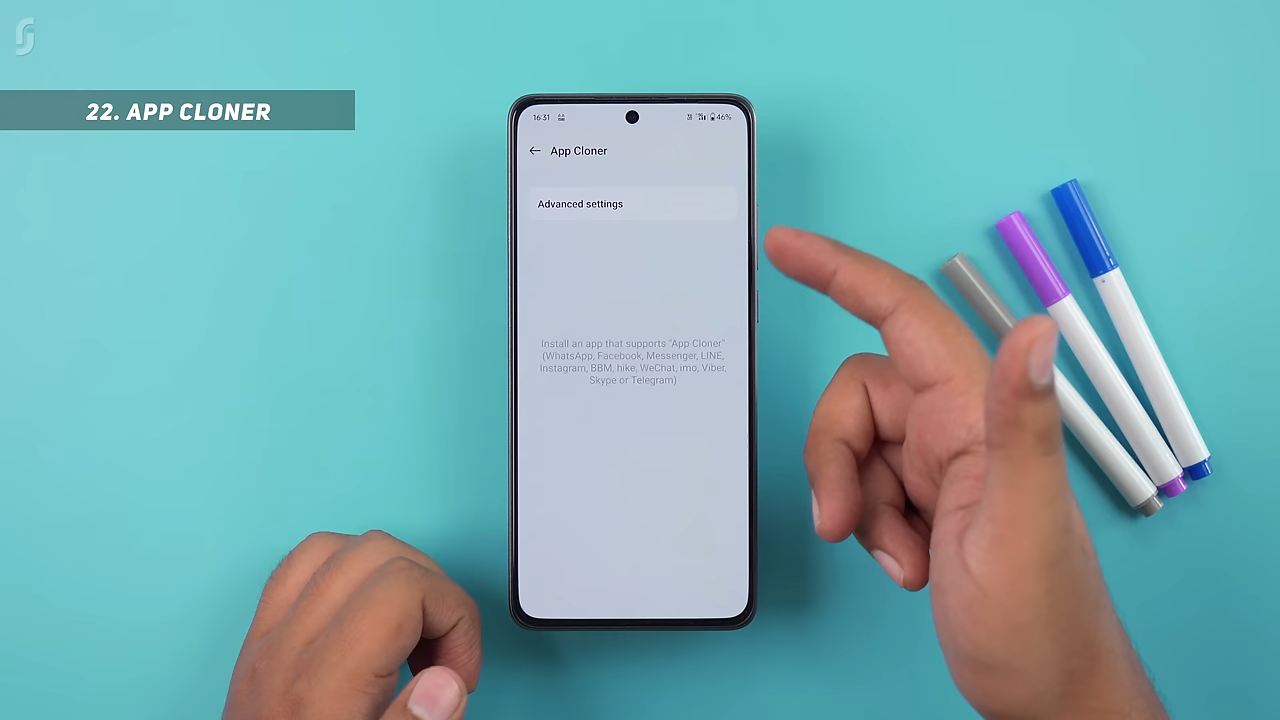 22. APP CLONER
16:31
46%
App Cloner
Advanced settings
Install an app that supports "App Cloner"
(WhatsApp, Facebook, Messenger, LINE,
Instagram, BBM, hike, WeChat, imo, Viber,
Skype or Telegram)